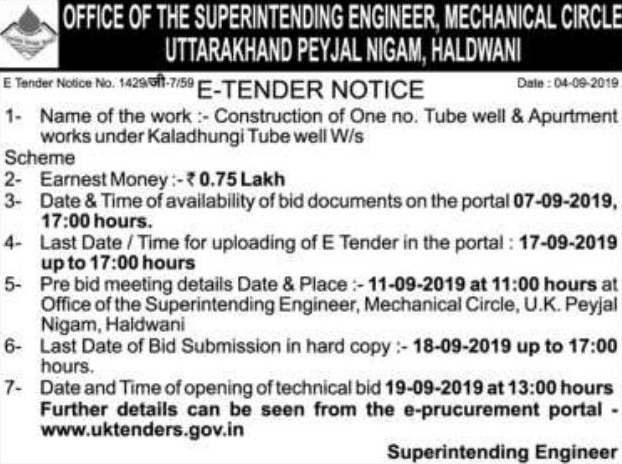 OFFICE OF THE SUPERINTENDING ENGINEER, MECHANICAL CIRCLE
UTTARAKHAND PEYJAL NIGAM, HALDWANI
E Tender Notice No. 1429/जी-7/59 E-TENDER NOTICE Date : 04-09-2019
1- Name of the work :- Construction of One no. Tube well & Apurtment
works under Kaladhungi Tube well W/s
Scheme
2- Earnest Money :- ₹ 0.75 Lakh
3- Date & Time of availability of bid documents on the portal 07-09-2019,
17:00 hours.
4- Last Date / Time for uploading of E Tender in the portal : 17-09-2019
up to 17:00 hours
5- Pre bid meeting details Date & Place :- 11-09-2019 at 11:00 hours at
Office of the Superintending Engineer, Mechanical Circle, U.K. Peyjal
Nigam, Haldwani
6- Last Date of Bid Submission in hard copy :- 18-09-2019 up to 17:00
hours.
7- Date and Time of opening of technical bid 19-09-2019 at 13:00 hours
Further details can be seen from the e-prucurement portal -
www.uktenders.gov.in
Superintending Engineer